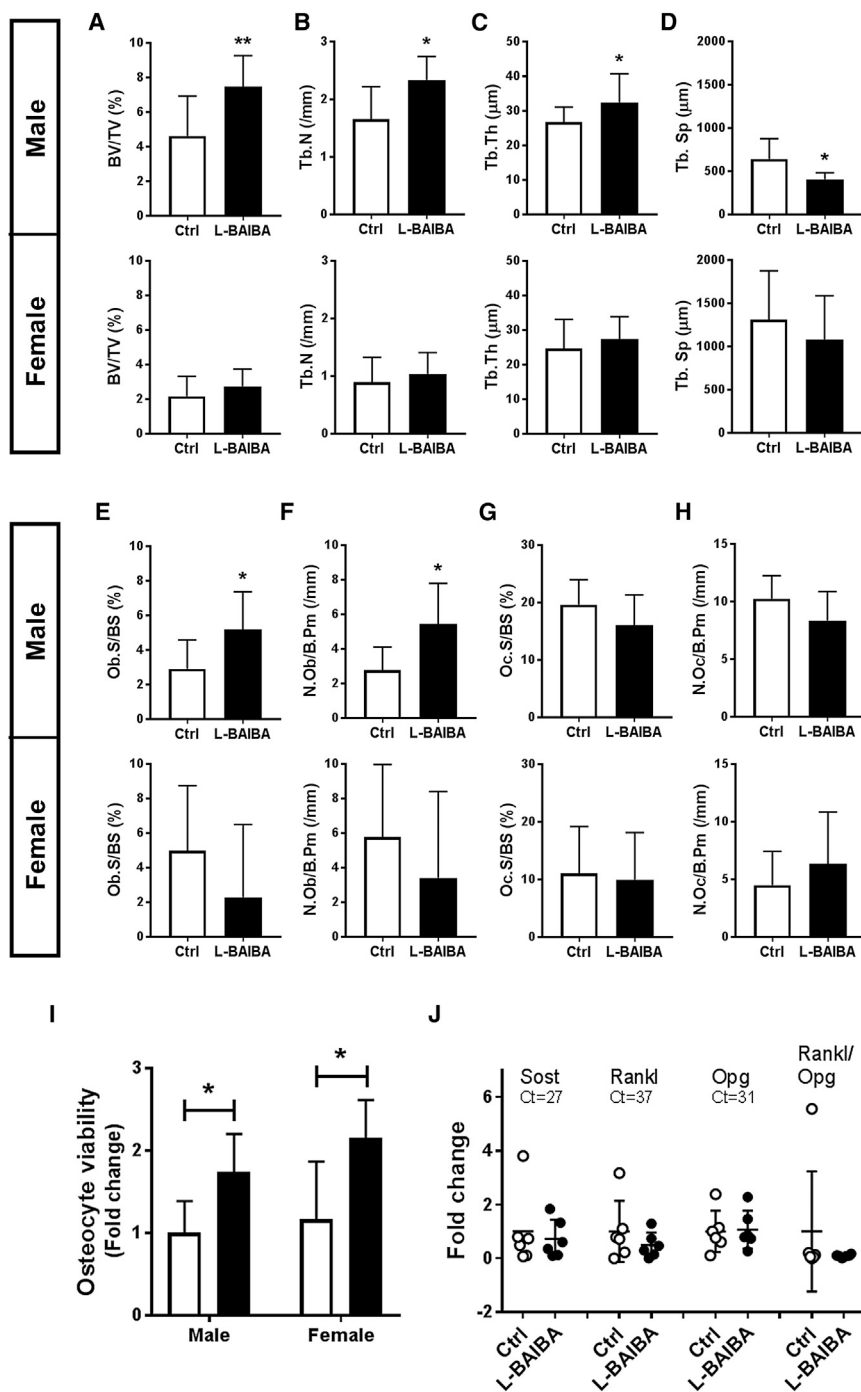 A
B
C
D
Male
BV/TV (%)
10
8
6
4
2
0
**
Ctrl L-BAIBA
Tb.N (/mm)
3
2
1
0
*
Ctrl L-BAIBA
Tb.Th (μm)
50
40
30
20
10
0
*
Ctrl L-BAIBA
Tb. Sp (μm)
2000
1500
1000
500
0
*
Ctrl L-BAIBA
Female
BV/TV (%)
10
8
6
4
2
0
Ctrl L-BAIBA
Tb.N (/mm)
3
2
1
0
Ctrl L-BAIBA
Tb.Th (μm)
50
40
30
20
10
0
Ctrl L-BAIBA
Tb. Sp (μm)
2000
1500
1000
500
0
Ctrl L-BAIBA
E
F
G
H
Male
Ob.S/BS (%)
10
8
6
4
2
0
*
Ctrl L-BAIBA
N.Ob/B.Pm (/mm)
10
8
6
4
2
0
*
Ctrl L-BAIBA
Oc.S/BS (%)
30
20
10
0
Ctrl L-BAIBA
N.Oc/B.Pm (/mm)
15
10
5
0
Ctrl L-BAIBA
Female
Ob.S/BS (%)
10
8
6
4
2
0
Ctrl L-BAIBA
N.Ob/B.Pm (/mm)
10
8
6
4
2
0
Ctrl L-BAIBA
Oc.S/BS (%)
30
20
10
0
Ctrl L-BAIBA
N.Oc/B.Pm (/mm)
15
10
5
0
Ctrl L-BAIBA
I
Osteocyte viability
(Fold change)
3
2
1
0
*
*
Male Female
J
Fold change
6
4
2
0
-2
Sost
Ct=27
Rankl
Ct=37
Opg
Ct=31
Rankl/
Opg
Ctrl
L-BAIBA
Ctrl
L-BAIBA
Ctrl
L-BAIBA
Ctrl
L-BAIBA